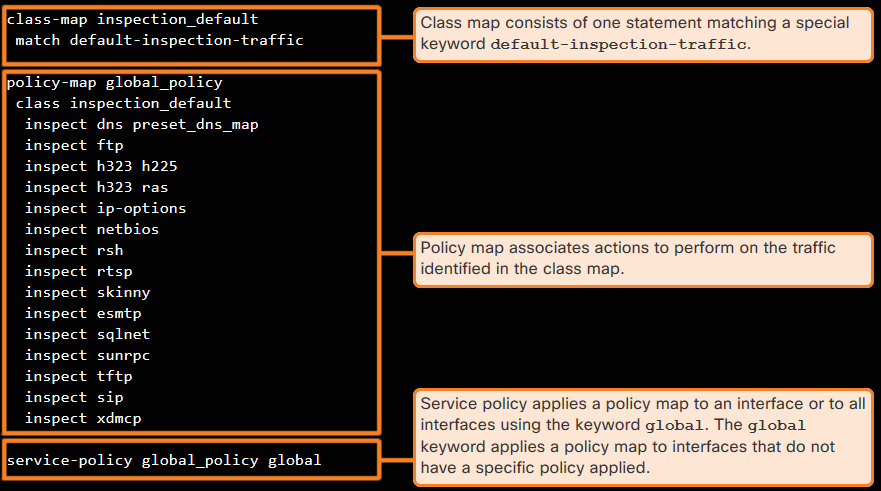 class-map inspection_default
match default-inspection-traffic
Class map consists of one statement matching a special
keyword default-inspection-traffic.
policy-map global_policy
class inspection_default
inspect dns preset_dns_map
inspect ftp
inspect h323 h225
inspect h323 ras
inspect ip-options
inspect netbios
inspect rsh
inspect rtsp
inspect skinny
inspect esmtp
inspect sqlnet
inspect sunrpc
inspect tftp
inspect sip
inspect xdmcp
Policy map associates actions to perform on the traffic
identified in the class map.
service-policy global_policy global
Service policy applies a policy map to an interface or to all
interfaces using the keyword global. The global
keyword applies a policy map to interfaces that do not
have a specific policy applied.